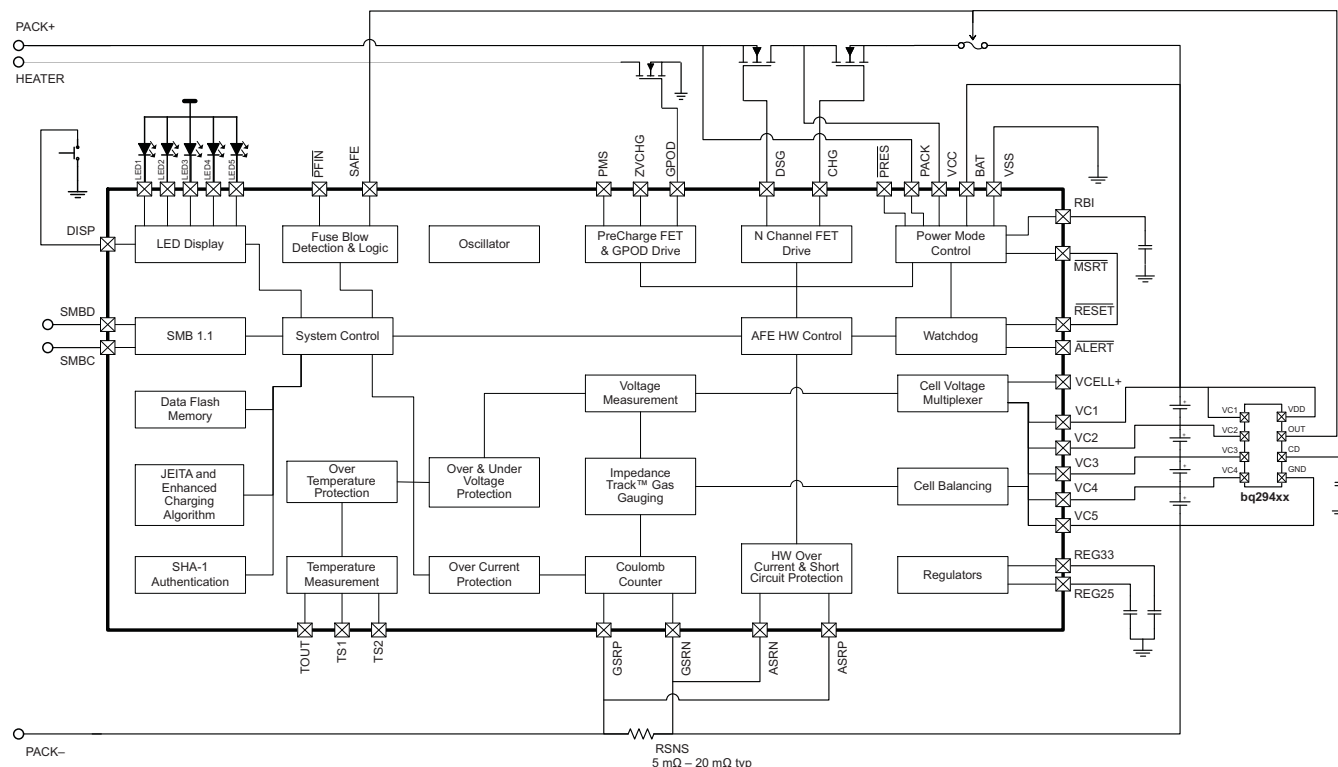 PACK+
HEATER
LED1
LED2
LED3
LED4
LED5
PFIN
SAFE
PMS
ZVCHG
GPOD
DSG
CHG
PRES
PACK
VCC
BAT
VSS
DISP
LED Display
Fuse Blow
Detection & Logic
Oscillator
PreCharge FET
& GPOD Drive
N Channel FET
Drive
Power Mode
Control
RBI
MSRT
SMBD
SMBC
SMB 1.1
System Control
AFE HW Control
Watchdog
RESET
ALERT
Data Flash
Memory
Voltage
Measurement
Cell Voltage
Multiplexer
VCELL+
VC1
VC2
VC3
VC4
VC5
VC1
VC2
VC3
VC4
VDD
OUT
CD
GND
bq294xx
JEITA and
Enhanced
Charging
Algorithm
Over
Temperature
Protection
Over & Under
Voltage
Protection
Impedance
Track™ Gas
Gauging
Cell Balancing
SHA-1
Authentication
Temperature
Measurement
Over Current
Protection
Coulomb
Counter
HW Over
Current & Short
Circuit Protection
Regulators
REG33
REG25
TOUT
TS1
TS2
GSRP
GSRN
ASRN
ASRP
PACK–
RSNS
5 mΩ – 20 mΩ typ